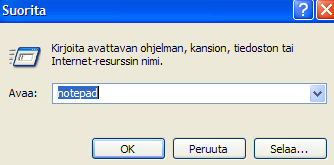 Suorita
Kirjoita avattavan ohjelman, kansion, tiedoston tai
Internet-resurssin nimi.
Avaa: notepad
OK Peruuta Selaa...